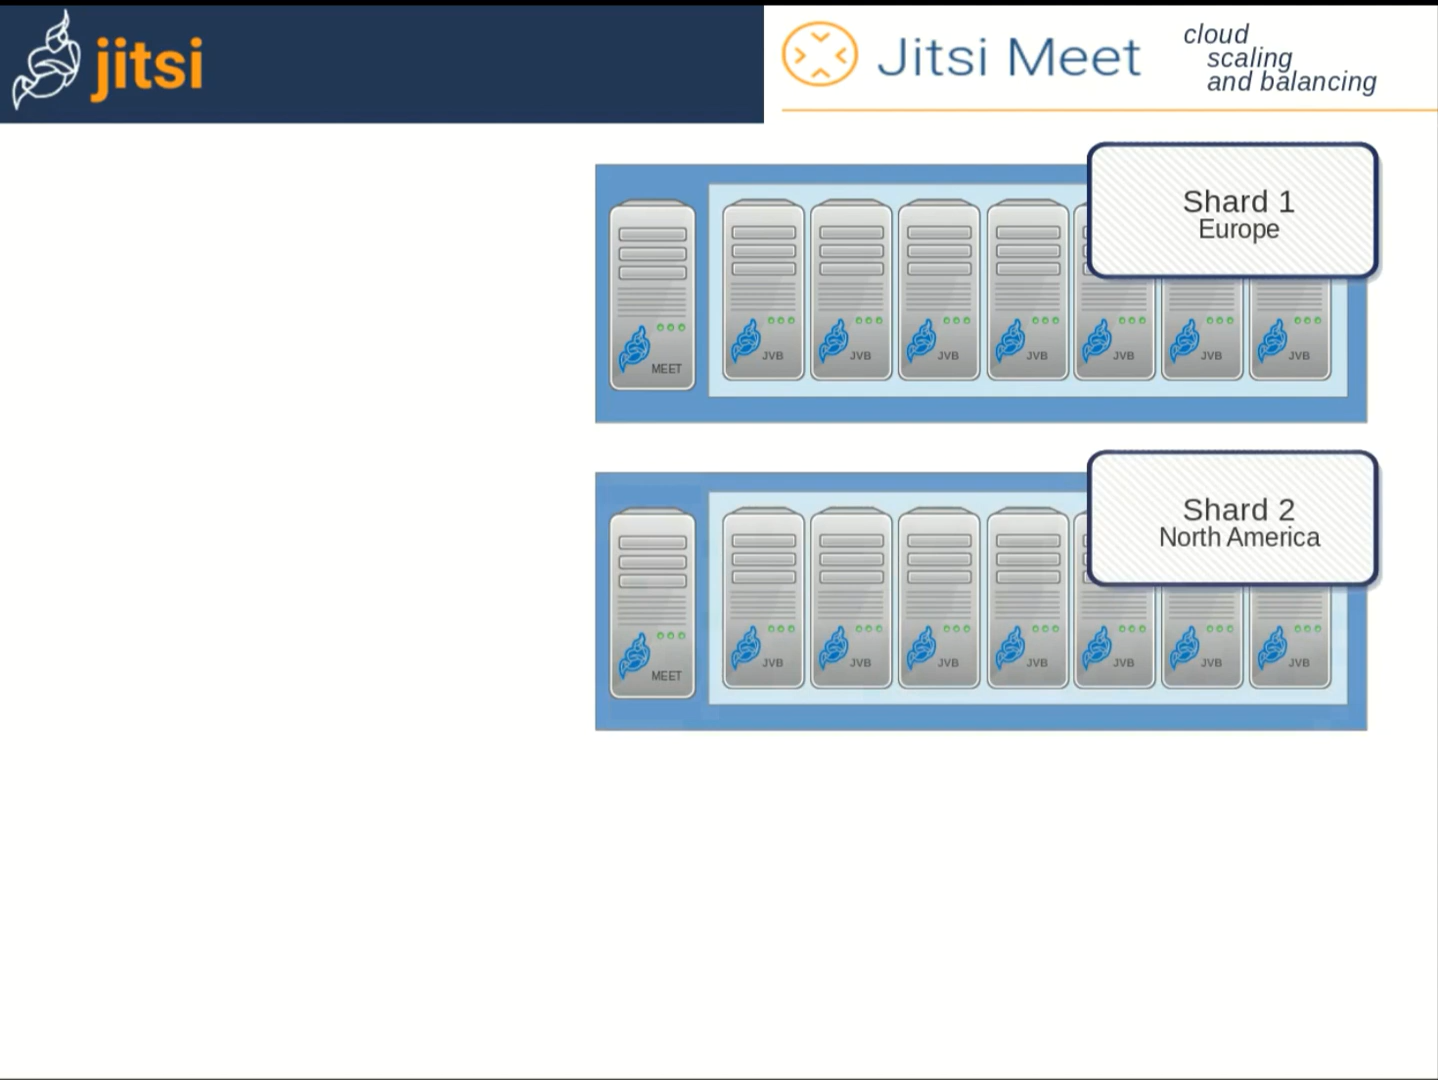 jitsi
Jitsi Meet
cloud
scaling
and balancing
Shard 1
Europe
MEET
JVB
JVB
JVB
JVB
JVB
JVB
JVB
Shard 2
North America
MEET
JVB
JVB
JVB
JVB
JVB
JVB
JVB